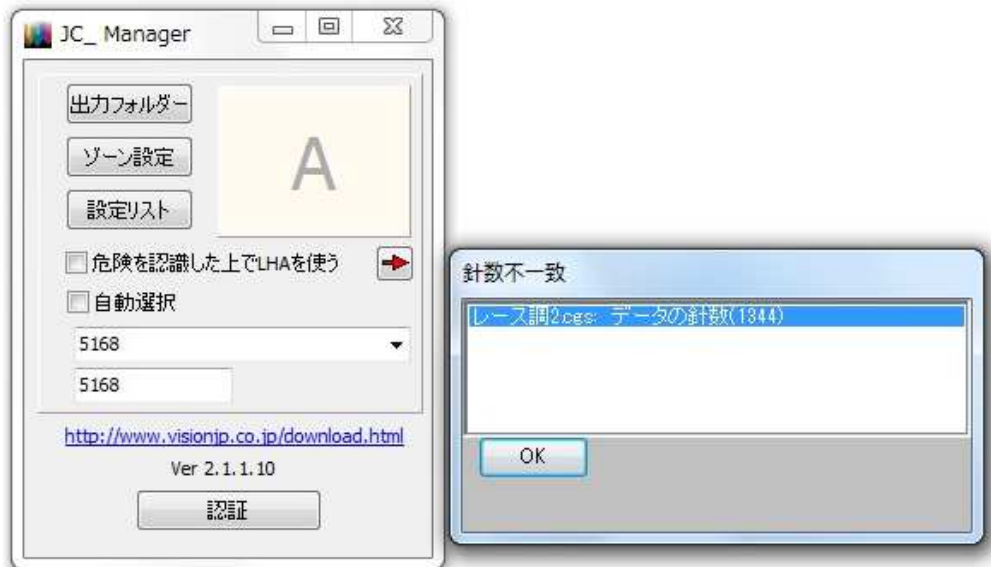 JC_ Manager
出力フォルダー
A
ゾーン設定
設定リスト
危険を認識した上でLHAを使う
自動選択
5168
5168
http://www.visionjp.co.jp/download.html
Ver 2.1.1.10
認証
針数不一致
レース調2.cgs: データの針数(1344)
OK